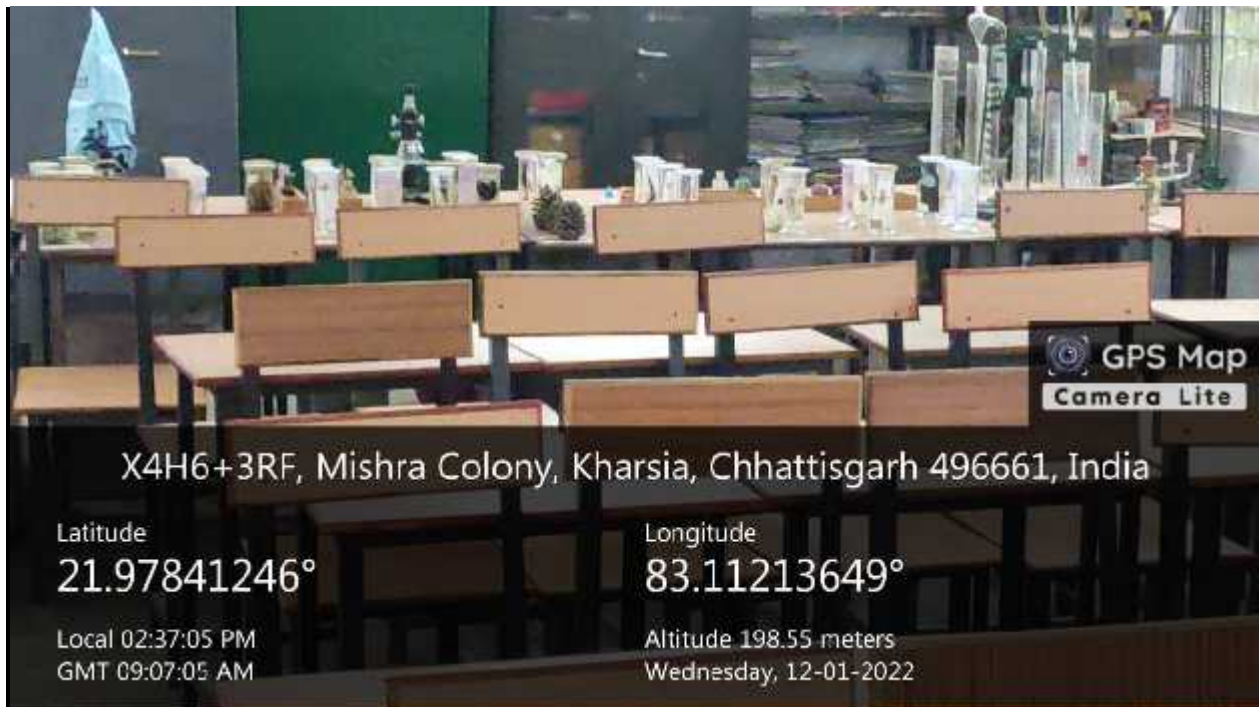 GPS Map
Camera Lite
X4H6+3RF, Mishra Colony, Kharsia, Chhattisgarh 496661, India
Latitude
21.97841246°
Longitude
83.11213649°
Local 02:37:05 PM
GMT 09:07:05 AM
Altitude 198.55 meters
Wednesday, 12-01-2022